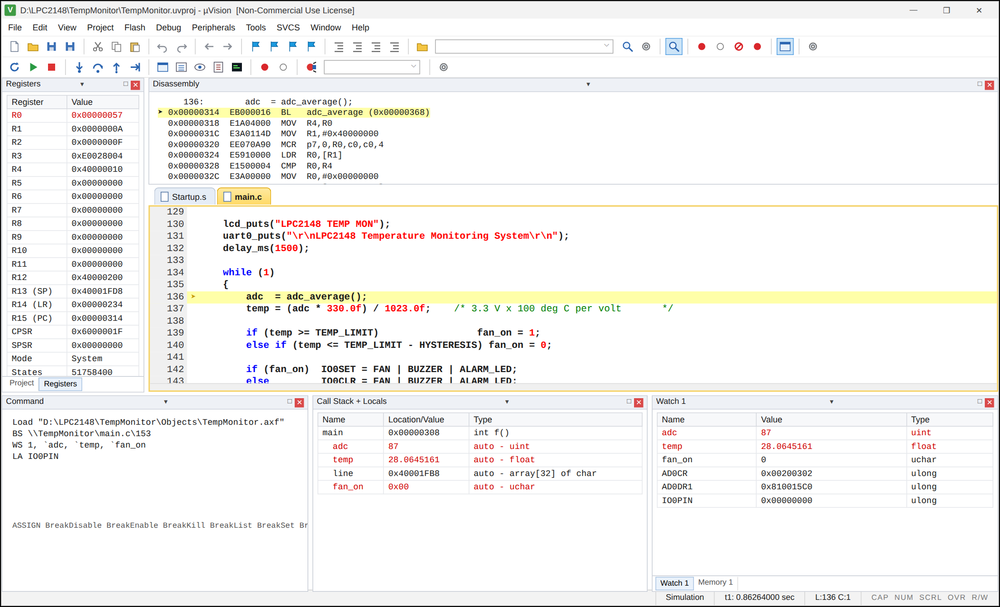 V D:\LPC2148\TempMonitor\TempMonitor.uvproj - µVision  [Non-Commercial Use License]
File Edit View Project Flash Debug Peripherals Tools SVCS Window Help
Registers
Register Value
R0 0x00000057
R1 0x0000000A
R2 0x0000000F
R3 0xE0028004
R4 0x40000010
R5 0x00000000
R6 0x00000000
R7 0x00000000
R8 0x00000000
R9 0x00000000
R10 0x00000000
R11 0x00000000
R12 0x40000200
R13 (SP) 0x40001FD8
R14 (LR) 0x00000234
R15 (PC) 0x00000314
CPSR 0x6000001F
SPSR 0x00000000
Mode System
States 51758400
Project Registers
Disassembly
136:        adc  = adc_average();
0x00000314  EB000016  BL   adc_average (0x00000368)
0x00000318  E1A04000  MOV  R4,R0
0x0000031C  E3A0114D  MOV  R1,#0x40000000
0x00000320  EE070A90  MCR  p7,0,R0,c0,c0,4
0x00000324  E5910000  LDR  R0,[R1]
0x00000328  E1500004  CMP  R0,R4
0x0000032C  E3A00000  MOV  R0,#0x00000000
Startup.s main.c
129
130 lcd_puts("LPC2148 TEMP MON");
131 uart0_puts("\r\nLPC2148 Temperature Monitoring System\r\n");
132 delay_ms(1500);
133
134 while (1)
135 {
136 adc  = adc_average();
137 temp = (adc * 330.0f) / 1023.0f;    /* 3.3 V x 100 deg C per volt       */
138
139 if (temp >= TEMP_LIMIT)                 fan_on = 1;
140 else if (temp <= TEMP_LIMIT - HYSTERESIS) fan_on = 0;
141
142 if (fan_on)  IO0SET = FAN | BUZZER | ALARM_LED;
143 else         IO0CLR = FAN | BUZZER | ALARM_LED;
Command
Load "D:\LPC2148\TempMonitor\Objects\TempMonitor.axf"
BS \\TempMonitor\main.c\153
WS 1, `adc, `temp, `fan_on
LA IO0PIN
ASSIGN BreakDisable BreakEnable BreakKill BreakList BreakSet Br
Call Stack + Locals
Name Location/Value Type
main 0x00000308 int f()
adc 87 auto - uint
temp 28.0645161 auto - float
line 0x40001FB8 auto - array[32] of char
fan_on 0x00 auto - uchar
Watch 1
Name Value Type
adc 87 uint
temp 28.0645161 float
fan_on 0 uchar
AD0CR 0x00200302 ulong
AD0DR1 0x810015C0 ulong
IO0PIN 0x00000000 ulong
Watch 1 Memory 1
Simulation t1: 0.86264000 sec L:136 C:1 CAP NUM SCRL OVR R/W